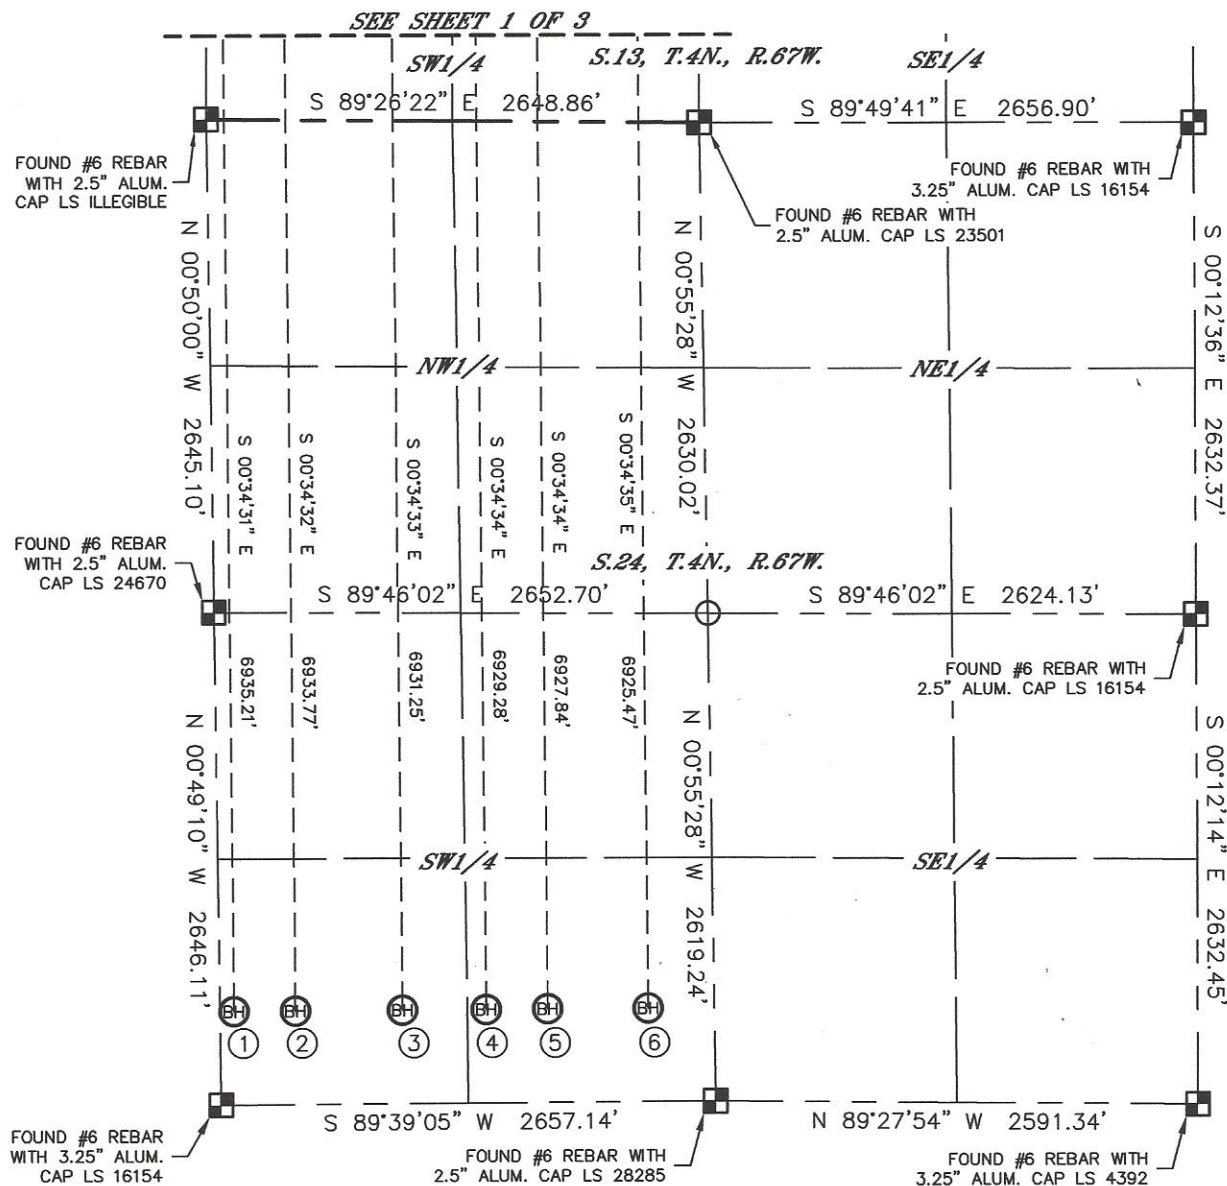 SEE SHEET 1 OF 3
SW1/4
S.13, T.4N., R.67W.
SE1/4
S 89°26'22" E 2648.86'
S 89°49'41" E 2656.90'
FOUND #6 REBAR
WITH 2.5" ALUM.
CAP LS ILLEGIBLE
FOUND #6 REBAR WITH
3.25" ALUM. CAP LS 16154
FOUND #6 REBAR WITH
2.5" ALUM. CAP LS 23501
N 00°50'00" W 2645.10'
N 00°55'28" W 2630.02'
S 00°12'36" E 2632.37'
NW1/4
NE1/4
S 00°34'31" E
S 00°34'32" E
S 00°34'33" E
S 00°34'34" E
S 00°34'34" E
S 00°34'35" E
FOUND #6 REBAR
WITH 2.5" ALUM.
CAP LS 24670
S.24, T.4N., R.67W.
S 89°46'02" E 2652.70'
S 89°46'02" E 2624.13'
6935.21'
6933.77'
6931.25'
6929.28'
6927.84'
6925.47'
FOUND #6 REBAR WITH
2.5" ALUM. CAP LS 16154
N 00°49'10" W 2646.11'
N 00°55'28" W 2619.24'
S 00°12'14" E 2632.45'
SW1/4
SE1/4
BH
BH
BH
BH
BH
BH
1
2
3
4
5
6
S 89°39'05" W 2657.14'
N 89°27'54" W 2591.34'
FOUND #6 REBAR
WITH 3.25" ALUM.
CAP LS 16154
FOUND #6 REBAR WITH
2.5" ALUM. CAP LS 28285
FOUND #6 REBAR WITH
3.25" ALUM. CAP LS 4392